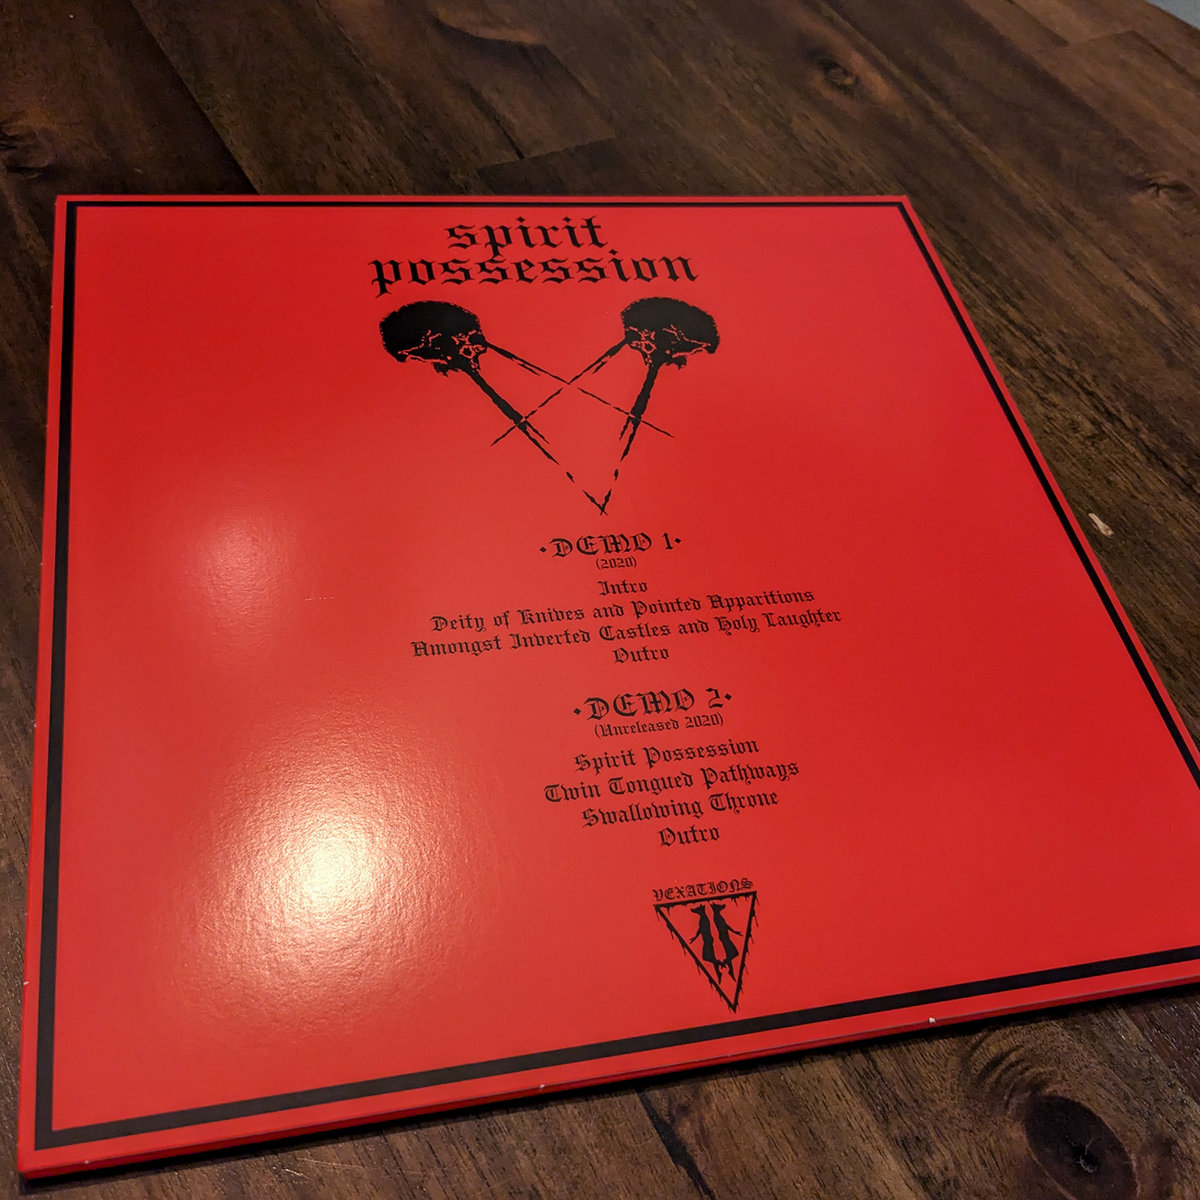 spirit
possession
·DEMO 1·
(2020)
Intro
Deity of Knives and Pointed Apparitions
Amongst Inverted Castles and Holy Laughter
Outro
·DEMO 2·
(Unreleased 2020)
Spirit Possession
Twin Tongued Pathways
Swallowing Throne
Outro
VEXATIONS